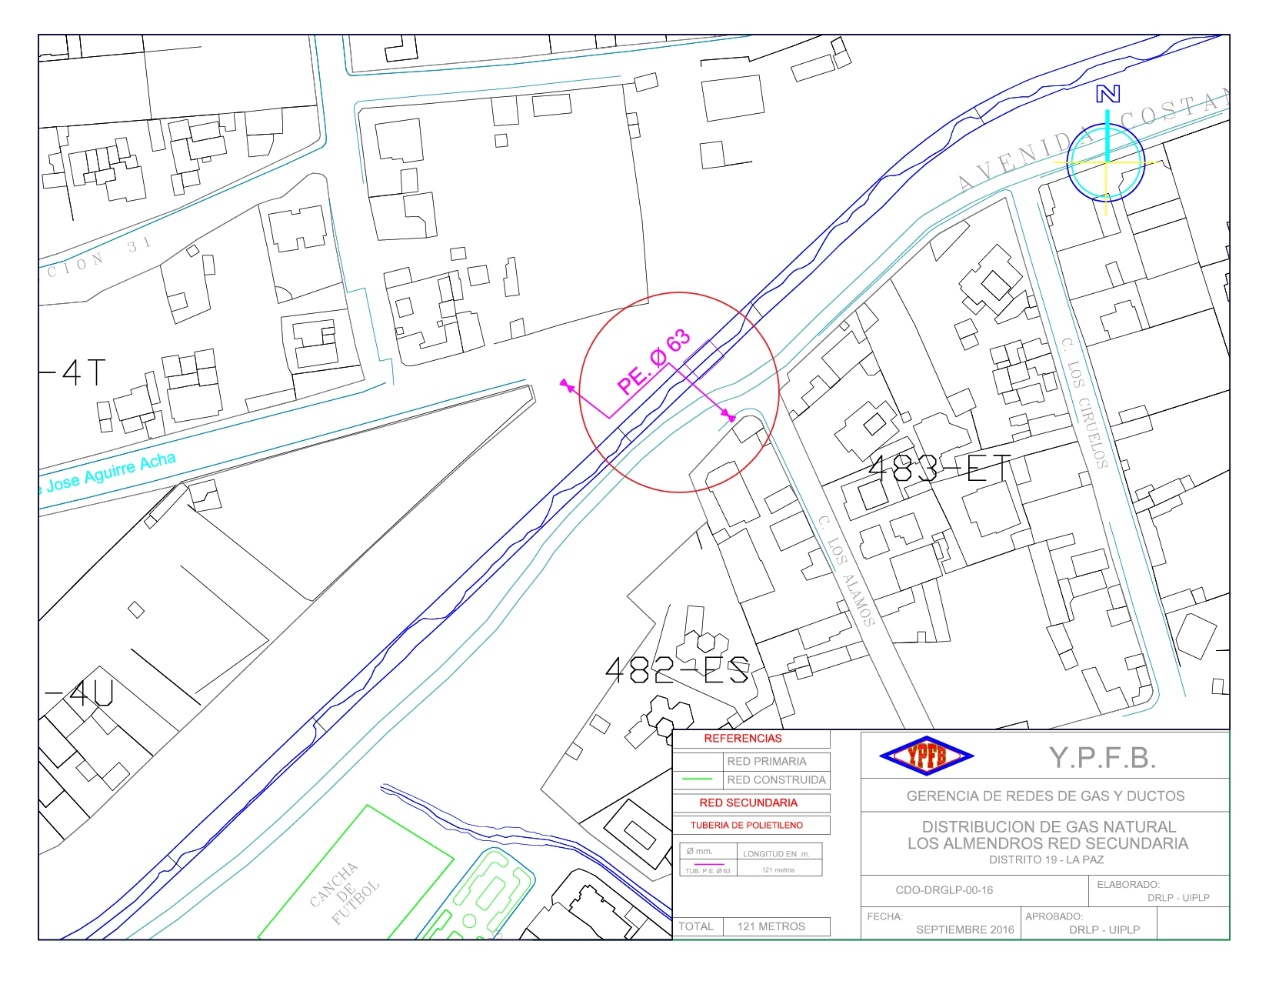 N
AVENIDA COSTAN
CION 31
PE. Ø 63
-4T
C. LOS CIRUELOS
Jose Aguirre Acha
483-ET
C. LOS ALAMOS
482-ES
-4U
CANCHA
DE
FUTBOL
REFERENCIAS
RED PRIMARIA
RED CONSTRUIDA
RED SECUNDARIA
TUBERIA DE POLIETILENO
Ø mm. LONGITUD EN m.
TUB. P.E. Ø 63 121 metros
TOTAL 121 METROS
YPFB
Y.P.F.B.
GERENCIA DE REDES DE GAS Y DUCTOS
DISTRIBUCION DE GAS NATURAL
LOS ALMENDROS RED SECUNDARIA
DISTRITO 19 - LA PAZ
CDO-DRGLP-00-16
ELABORADO:
DRLP - UIPLP
FECHA:
SEPTIEMBRE 2016
APROBADO:
DRLP - UIPLP